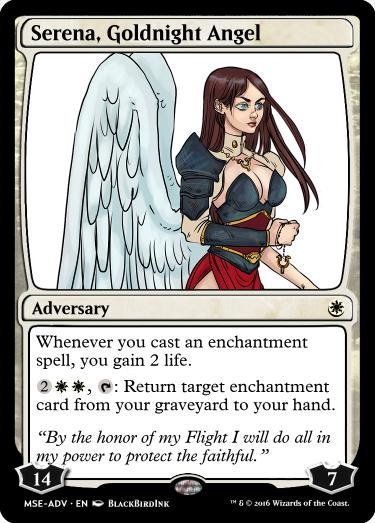 Serena, Goldnight Angel
Adversary
Whenever you cast an enchantment
spell, you gain 2 life.
2, : Return target enchantment
card from your graveyard to your hand.
“By the honor of my Flight I will do all in
my power to protect the faithful.”
14
7
MSE-ADV • EN BlackBirdInk
™ & © 2016 Wizards of the Coast.